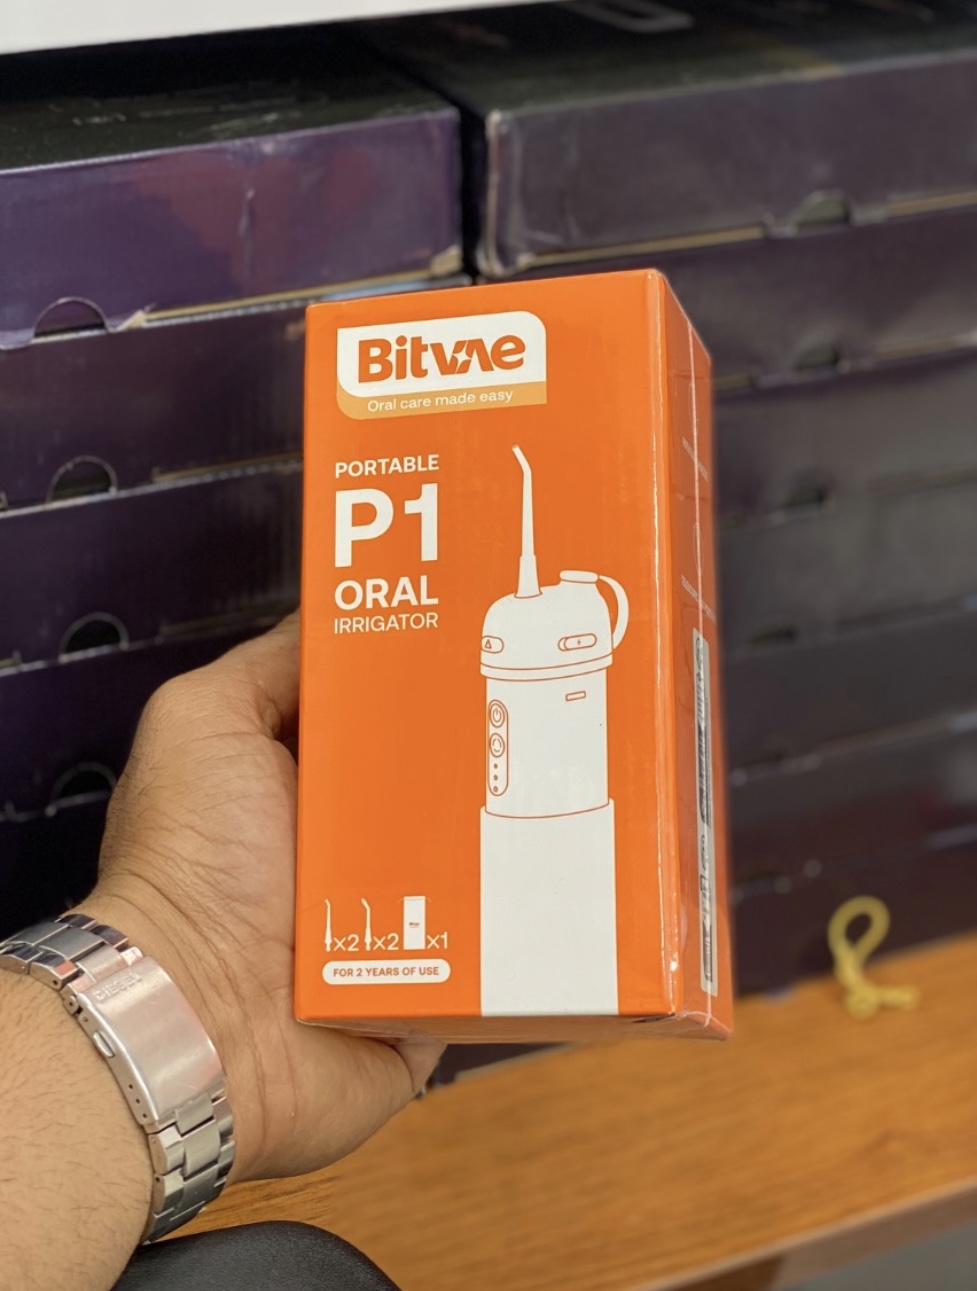 Bitvae
Oral care made easy
PORTABLE
P1
ORAL
IRRIGATOR
x2 x2 x1
FOR 2 YEARS OF USE
DIESEL